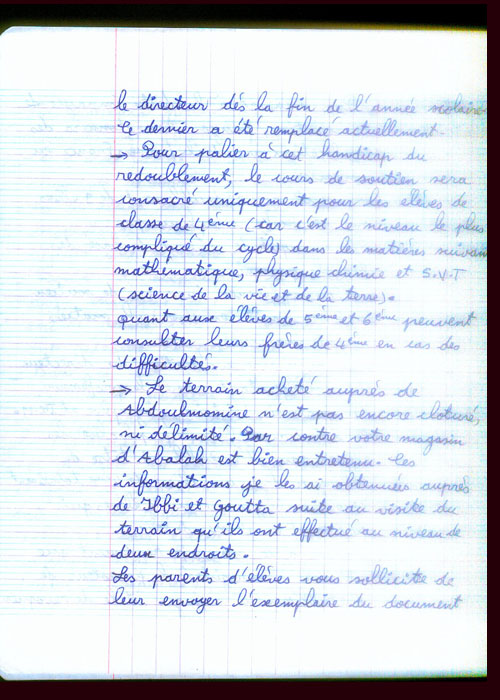 le directeur dés la fin de l'année scolaire
Ce dernier a été remplacé actuellement.
→ Pour palier à cet handicap du
redoublement, le cours de soutien sera
consacré uniquement pour les elèves de
classe de 4ème (car c'est le niveau le plus
compliqué du cycle) dans les matières suivan
mathématique, physique chimie et S.V.T
(science de la vie et de la terre).
quant aux élèves de 5ème et 6ème peuvent
consulter leurs frères de 4ème en cas des
difficultés.
→ Le terrain acheté auprès de
Abdoulmomine n'est pas encore cloturé,
ni délimité. Par contre votre magasin
d'Abalah est bien entretenu. Ces
informations je les ai obtenues auprès
de Ibbi et Goutta suite au visite du
terrain qu'ils ont effectué au niveau de
deux endroits.
Les parents d'élèves vous sollicite de
leur envoyer l'exemplaire du document